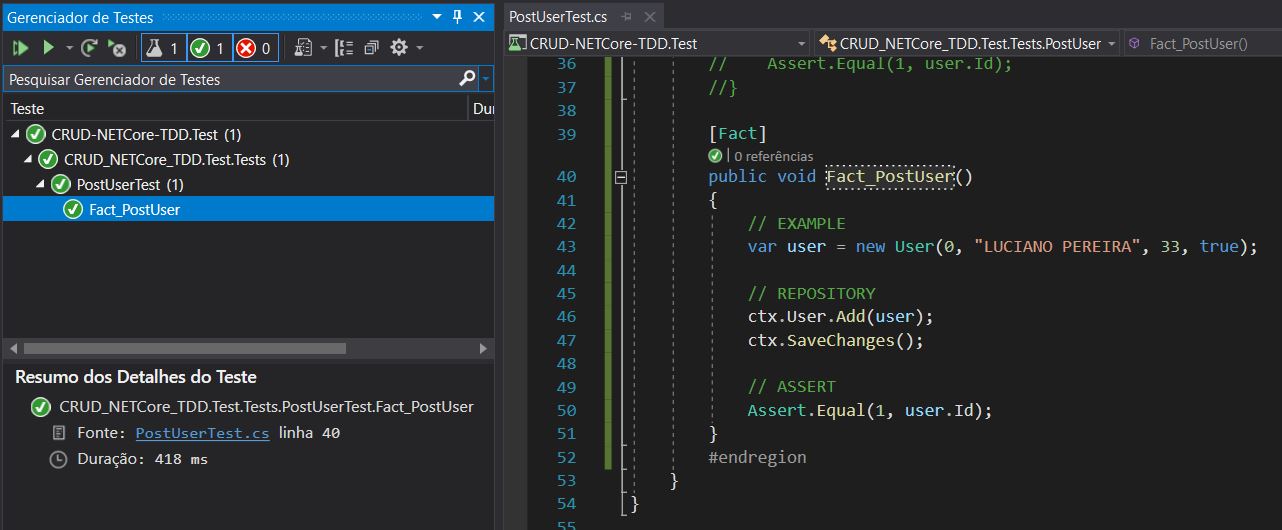 Gerenciador de Testes
1 1 0
Pesquisar Gerenciador de Testes
Teste Dur
CRUD-NETCore-TDD.Test (1)
CRUD_NETCore_TDD.Test.Tests (1)
PostUserTest (1)
Fact_PostUser
Resumo dos Detalhes do Teste
CRUD_NETCore_TDD.Test.Tests.PostUserTest.Fact_PostUser
Fonte: PostUserTest.cs linha 40
Duração: 418 ms
PostUserTest.cs
CRUD-NETCore-TDD.Test CRUD_NETCore_TDD.Test.Tests.PostUser Fact_PostUser()
36 // Assert.Equal(1, user.Id);
37 //}
38
39 [Fact]
0 referências
40 public void Fact_PostUser()
41 {
42 // EXAMPLE
43 var user = new User(0, "LUCIANO PEREIRA", 33, true);
44
45 // REPOSITORY
46 ctx.User.Add(user);
47 ctx.SaveChanges();
48
49 // ASSERT
50 Assert.Equal(1, user.Id);
51 }
52 #endregion
53 }
54 }
55